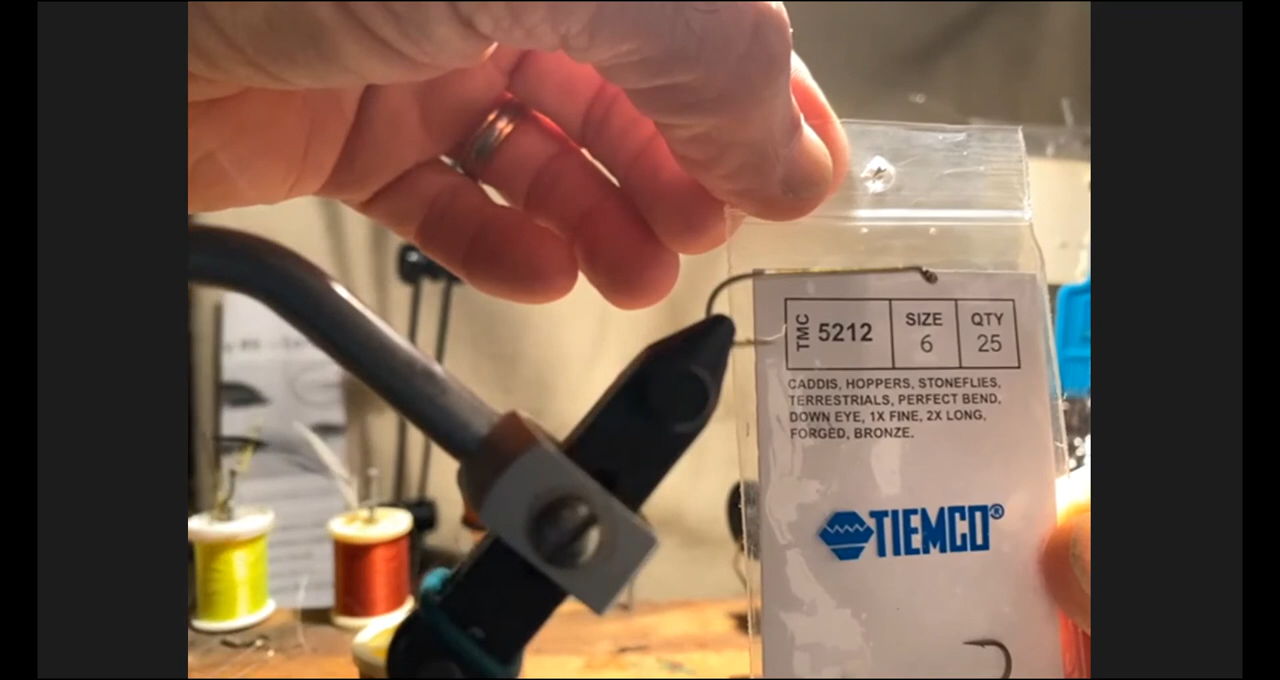 TMC 5212 SIZE 6 QTY 25
CADDIS, HOPPERS, STONEFLIES,
TERRESTRIALS, PERFECT BEND,
DOWN EYE, 1X FINE, 2X LONG,
FORGED, BRONZE.
TIEMCO®